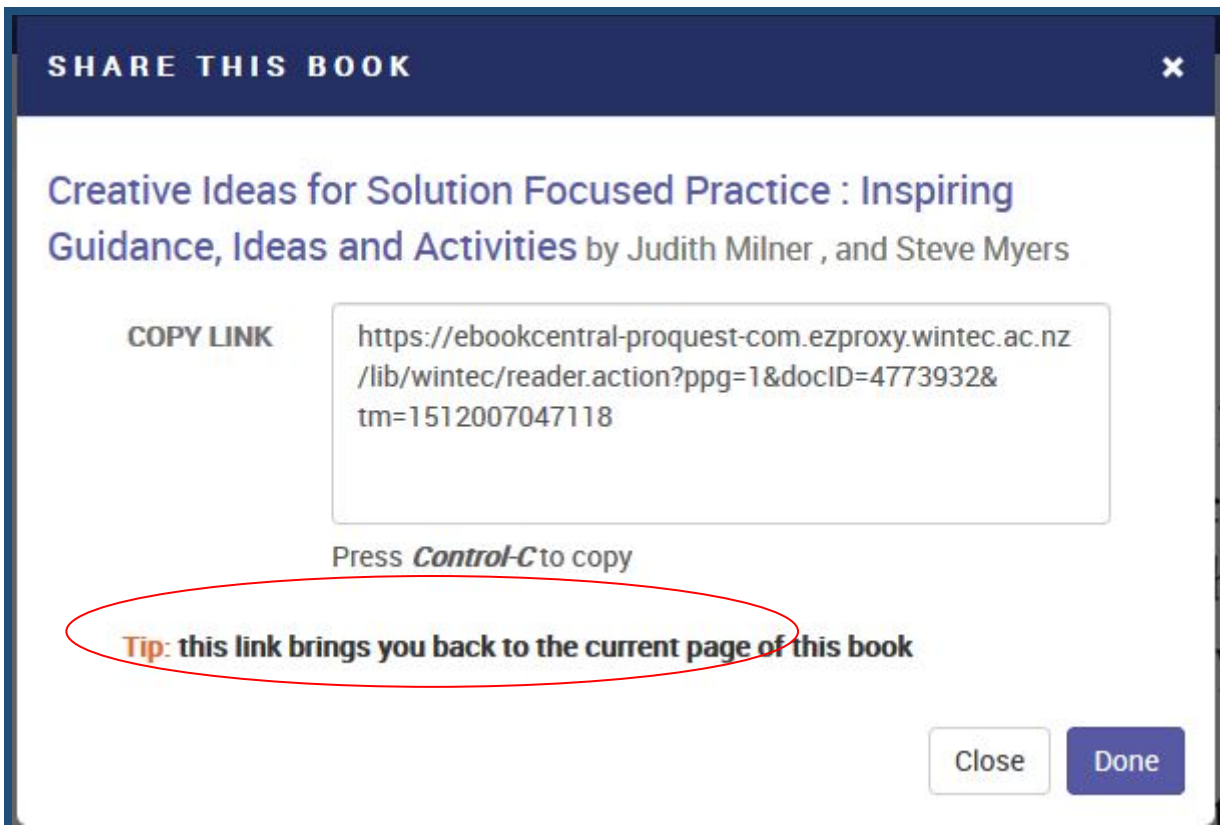 SHARE THIS BOOK
×
Creative Ideas for Solution Focused Practice : Inspiring
Guidance, Ideas and Activities by Judith Milner , and Steve Myers
COPY LINK
https://ebookcentral-proquest-com.ezproxy.wintec.ac.nz
/lib/wintec/reader.action?ppg=1&docID=4773932&
tm=1512007047118
Press Control-C to copy
Tip: this link brings you back to the current page of this book
Close Done